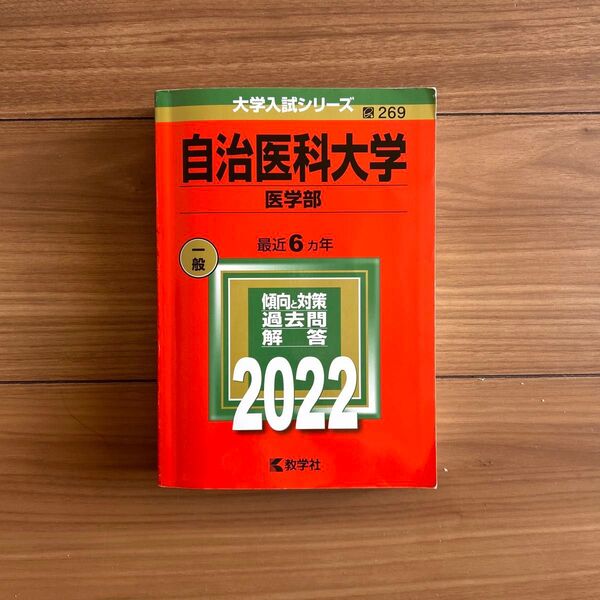 大学入試シリーズ
269
自治医科大学
医学部
最近6ヵ年
一般
傾向と対策
過去問
解答
2022
教学社